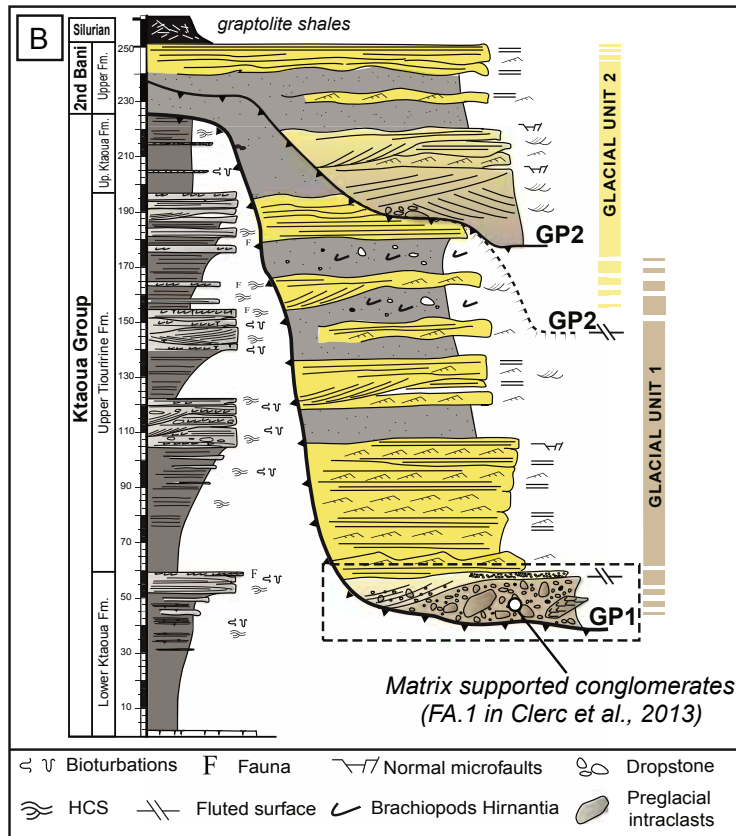 B
Silurian
graptolite shales
2nd Bani
Upper Fm.
Ktaoua Group
Up. Ktaoua Fm.
Upper Tiouririne Fm.
Lower Ktaoua Fm.
250
230
210
190
170
150
130
110
90
70
50
30
10
F
F
F
F
F
GP2
GP2
GP1
GLACIAL UNIT 2
GLACIAL UNIT 1
Matrix supported conglomerates
(FA.1 in Clerc et al., 2013)
Bioturbations
F Fauna
Normal microfaults
Dropstone
HCS
Fluted surface
Brachiopods Hirnantia
Preglacial
intraclasts